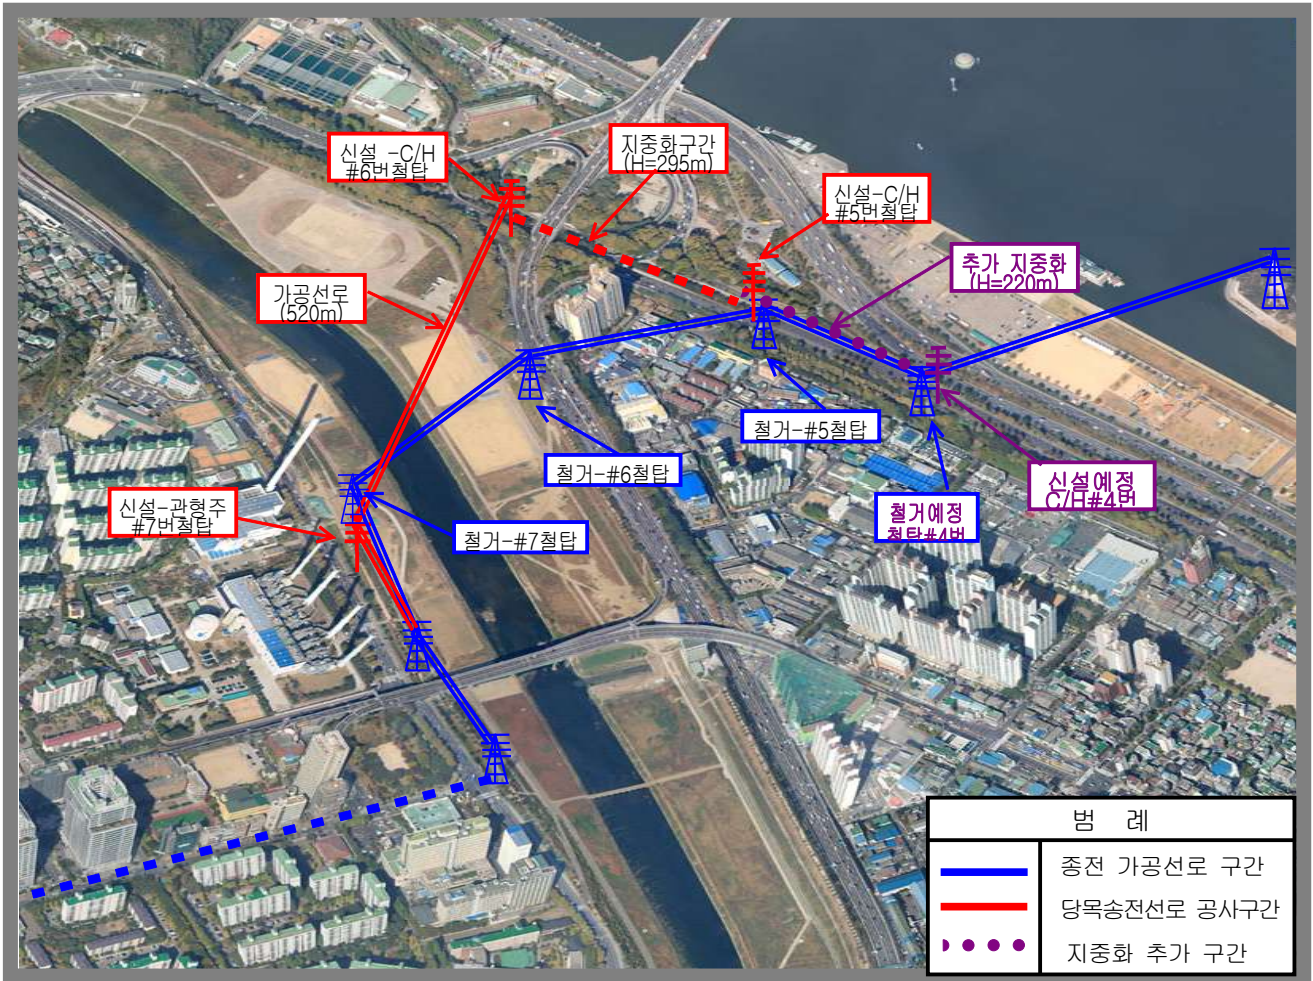 신설 -C/H
#6번철탑
지중화구간
(H=295m)
신설-C/H
#5번철탑
추가 지중화
(H=220m)
가공선로
(520m)
철거-#5철탑
철거-#6철탑
신설예정
C/H#4번
신설-관형주
#7번철탑
철거예정
철탑#4번
철거-#7철탑
범 례
종전 가공선로 구간
당목송전선로 공사구간
지중화 추가 구간